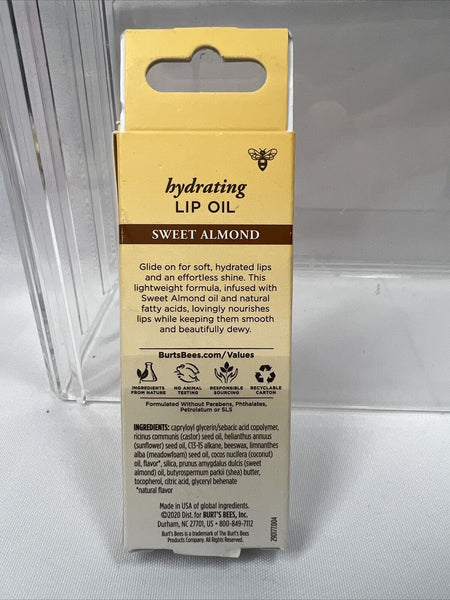 hydrating
LIP OIL
SWEET ALMOND
Glide on for soft, hydrated lips
and an effortless shine. This
lightweight formula, infused with
Sweet Almond oil and natural
fatty acids, lovingly nourishes
lips while keeping them smooth
and beautifully dewy.
BurtsBees.com/Values
INGREDIENTS
FROM NATURE
NO ANIMAL
TESTING
RESPONSIBLE
SOURCING
RECYCLABLE
CARTON
Formulated Without Parabens, Phthalates,
Petrolatum or SLS
INGREDIENTS: capryloyl glycerin/sebacic acid copolymer,
ricinus communis (castor) seed oil, helianthus annuus
(sunflower) seed oil, C13-15 alkane, beeswax, limnanthes
alba (meadowfoam) seed oil, cocos nucifera (coconut)
oil, flavor*, silica, prunus amygdalus dulcis (sweet
almond) oil, butyrospermum parkii (shea) butter,
tocopherol, citric acid, glyceryl behenate
*natural flavor
Made in USA of global ingredients.
©2020 Dist. for BURT'S BEES, Inc.
Durham, NC 27701, US • 800-849-7112
Burt's Bees is a trademark of The Burt's Bees
Products Company. All Rights Reserved.
29017.1004